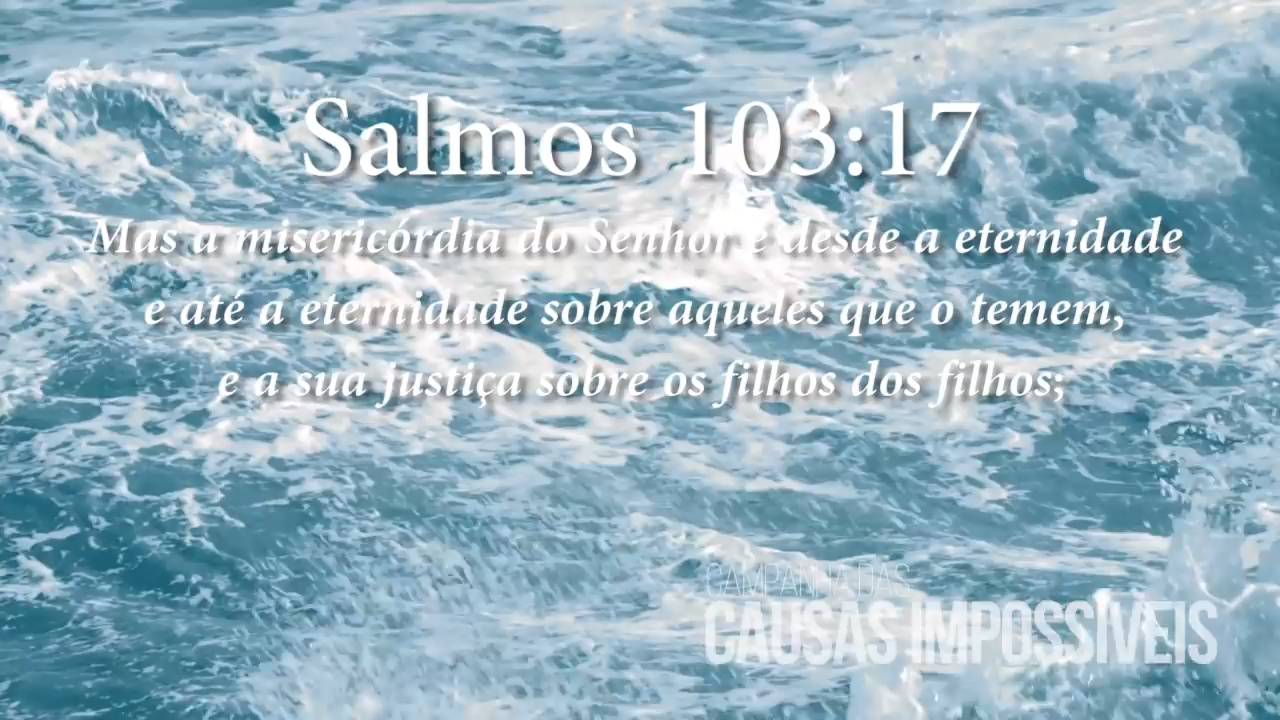 Salmos 103:17
Mas a misericórdia do Senhor é desde a eternidade
e até a eternidade sobre aqueles que o temem,
e a sua justiça sobre os filhos dos filhos;
CAMPANHA DAS
CAUSAS IMPOSSÍVEIS